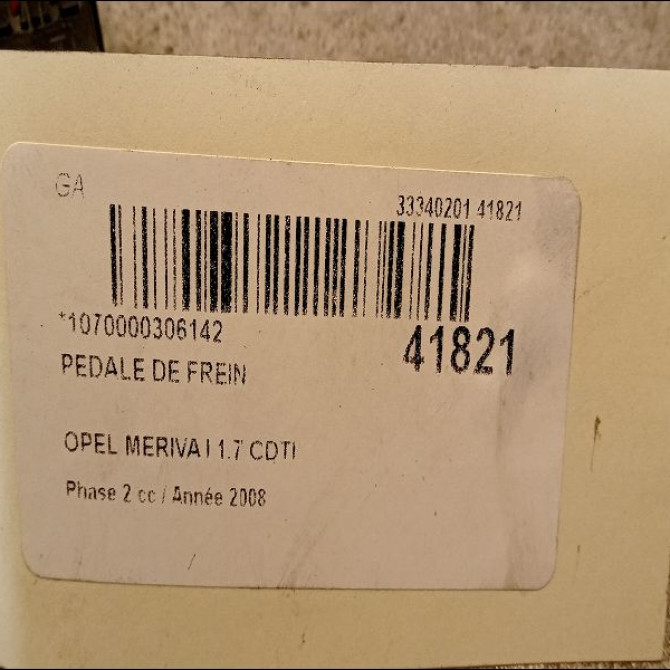 GA
33340201 41821
*1070000306142
41821
PEDALE DE FREIN
OPEL MERIVA I 1.7 CDTI
Phase 2 cc / Année 2008